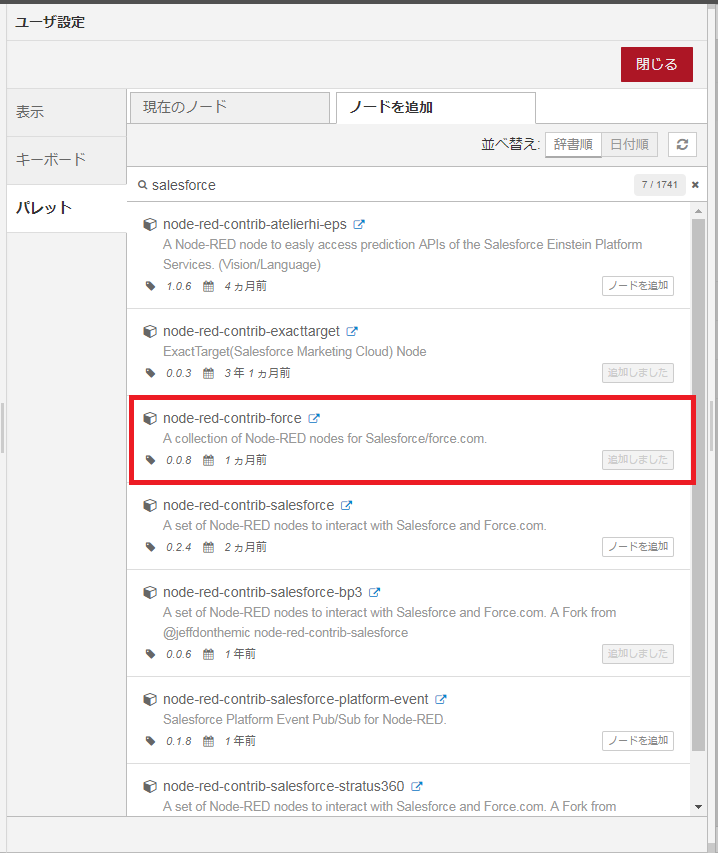 ユーザ設定
閉じる
表示
キーボード
パレット
現在のノード
ノードを追加
並べ替え: 辞書順 日付順
salesforce
7 / 1741
node-red-contrib-atelierhi-eps
A Node-RED node to easly access prediction APIs of the Salesforce Einstein Platform
Services. (Vision/Language)
1.0.6 4 ヵ月前
ノードを追加
node-red-contrib-exacttarget
ExactTarget(Salesforce Marketing Cloud) Node
0.0.3 3 年 1 ヵ月前
追加しました
node-red-contrib-force
A collection of Node-RED nodes for Salesforce/force.com.
0.0.8 1 ヵ月前
追加しました
node-red-contrib-salesforce
A set of Node-RED nodes to interact with Salesforce and Force.com.
0.2.4 2 ヵ月前
ノードを追加
node-red-contrib-salesforce-bp3
A set of Node-RED nodes to interact with Salesforce and Force.com. A Fork from
@jeffdonthemic node-red-contrib-salesforce
0.0.6 1 年前
追加しました
node-red-contrib-salesforce-platform-event
Salesforce Platform Event Pub/Sub for Node-RED.
0.1.8 1 年前
ノードを追加
node-red-contrib-salesforce-stratus360
A set of Node-RED nodes to interact with Salesforce and Force.com. A Fork from